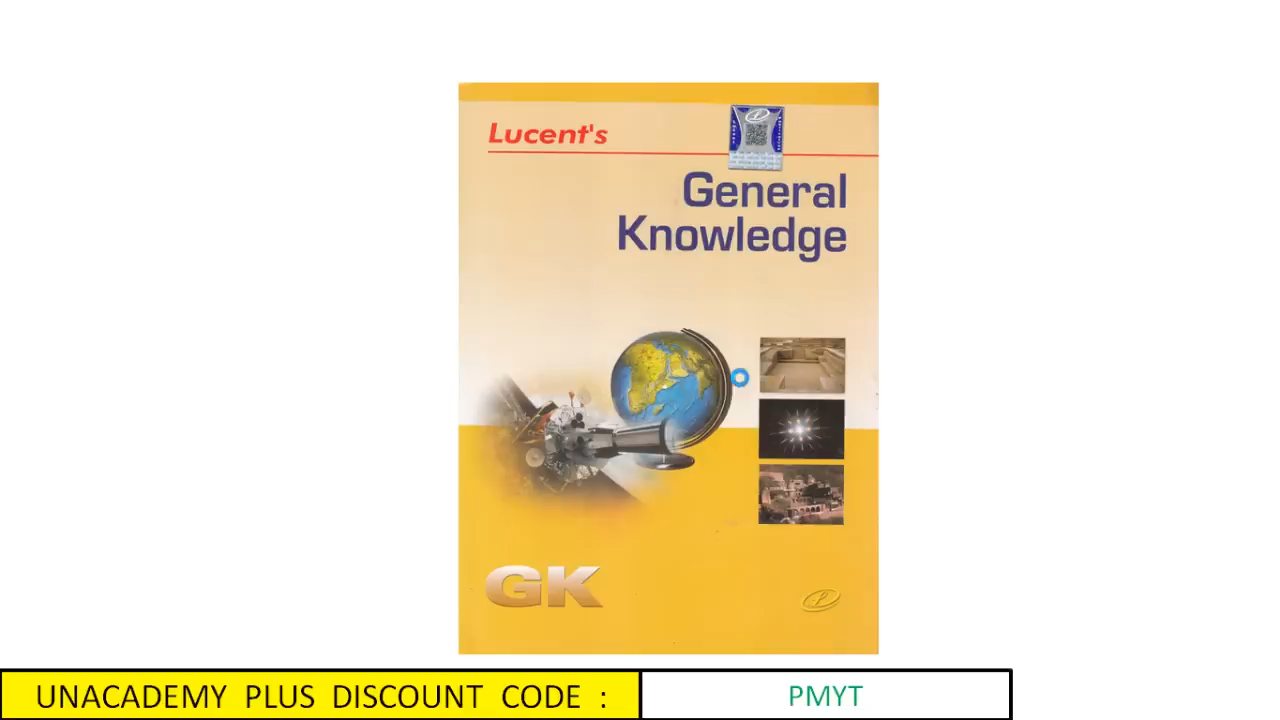 Lucent's
General
Knowledge
GK
UNACADEMY PLUS DISCOUNT CODE : PMYT